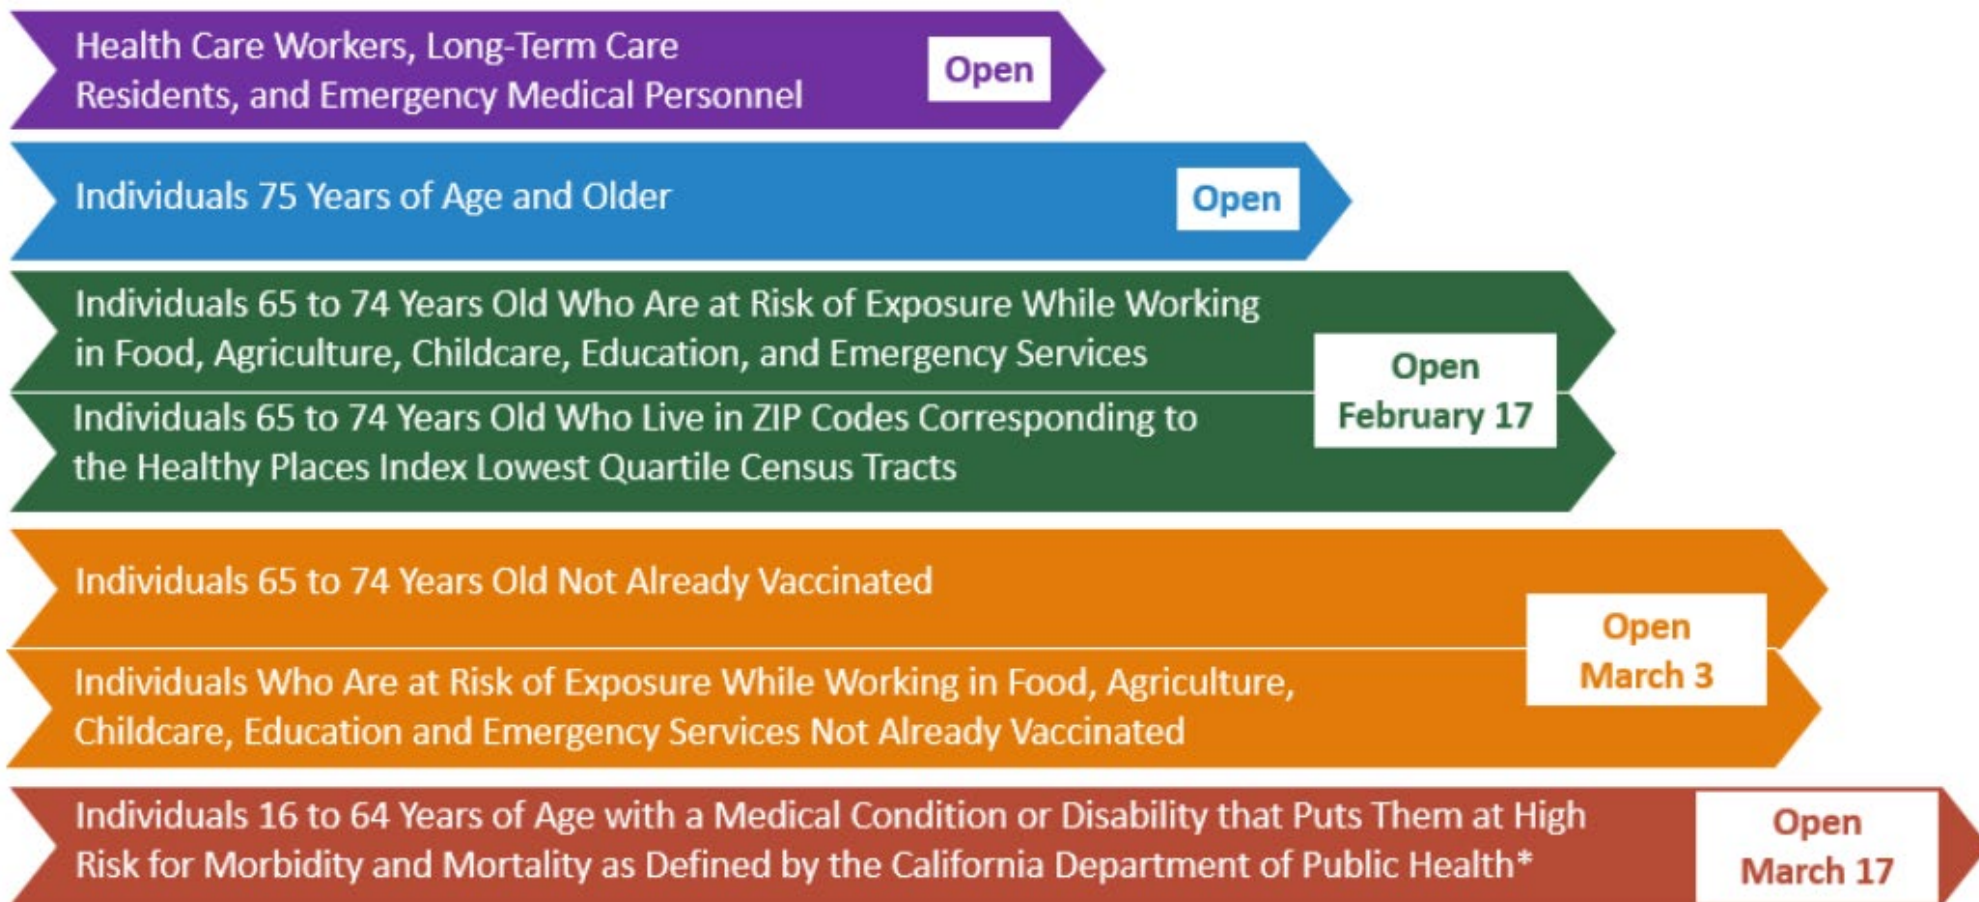 Health Care Workers, Long-Term Care
Residents, and Emergency Medical Personnel
Open
Individuals 75 Years of Age and Older
Open
Individuals 65 to 74 Years Old Who Are at Risk of Exposure While Working
in Food, Agriculture, Childcare, Education, and Emergency Services
Individuals 65 to 74 Years Old Who Live in ZIP Codes Corresponding to
the Healthy Places Index Lowest Quartile Census Tracts
Open
February 17
Individuals 65 to 74 Years Old Not Already Vaccinated
Individuals Who Are at Risk of Exposure While Working in Food, Agriculture,
Childcare, Education and Emergency Services Not Already Vaccinated
Open
March 3
Individuals 16 to 64 Years of Age with a Medical Condition or Disability that Puts Them at High
Risk for Morbidity and Mortality as Defined by the California Department of Public Health*
Open
March 17